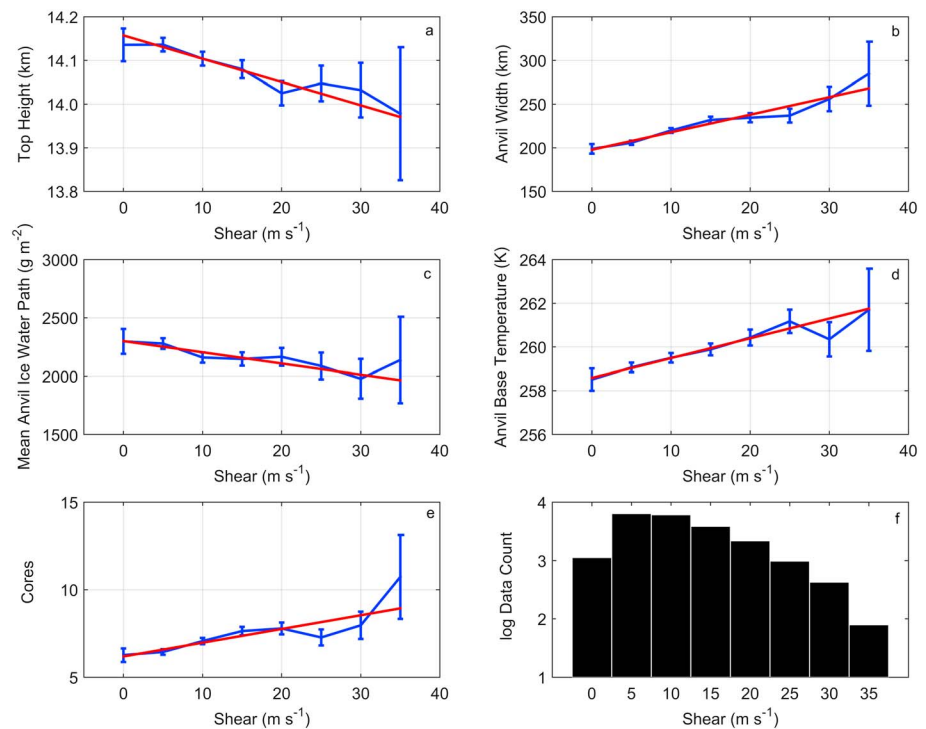 14.2
14.1
14.0
13.9
13.8
Top Height (km)
a
0 10 20 30 40
Shear (m s⁻¹)
350
300
250
200
150
Anvil Width (km)
b
0 10 20 30 40
Shear (m s⁻¹)
3000
2500
2000
1500
Mean Anvil Ice Water Path (g m⁻²)
c
0 10 20 30 40
Shear (m s⁻¹)
264
262
260
258
256
Anvil Base Temperature (K)
d
0 10 20 30 40
Shear (m s⁻¹)
15
10
5
Cores
e
0 10 20 30 40
Shear (m s⁻¹)
4
3
2
1
log Data Count
f
0 5 10 15 20 25 30 35
Shear (m s⁻¹)